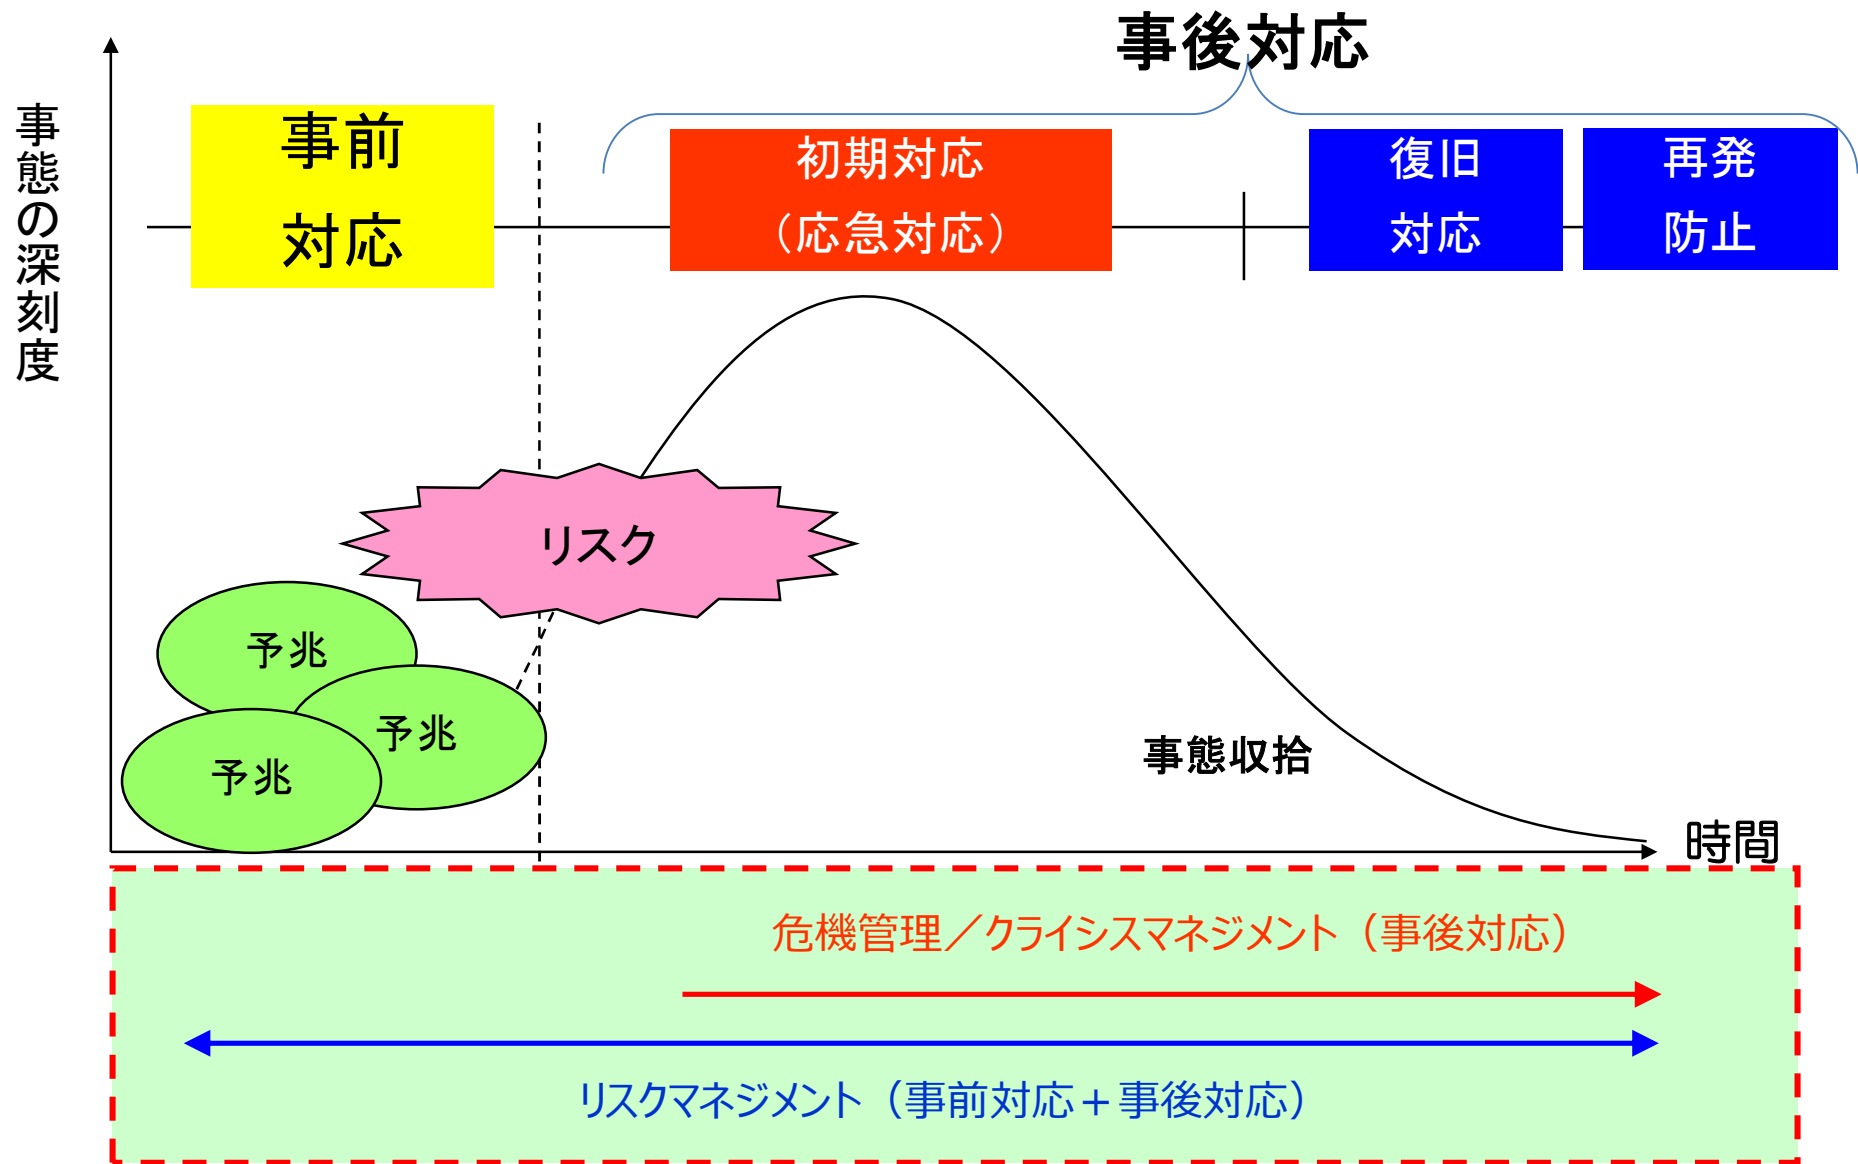 事後対応
事態の深刻度
事前
対応
初期対応
（応急対応）
復旧
対応
再発
防止
リスク
予兆
予兆
予兆
事態収拾
時間
危機管理／クライシスマネジメント（事後対応）
リスクマネジメント（事前対応＋事後対応）